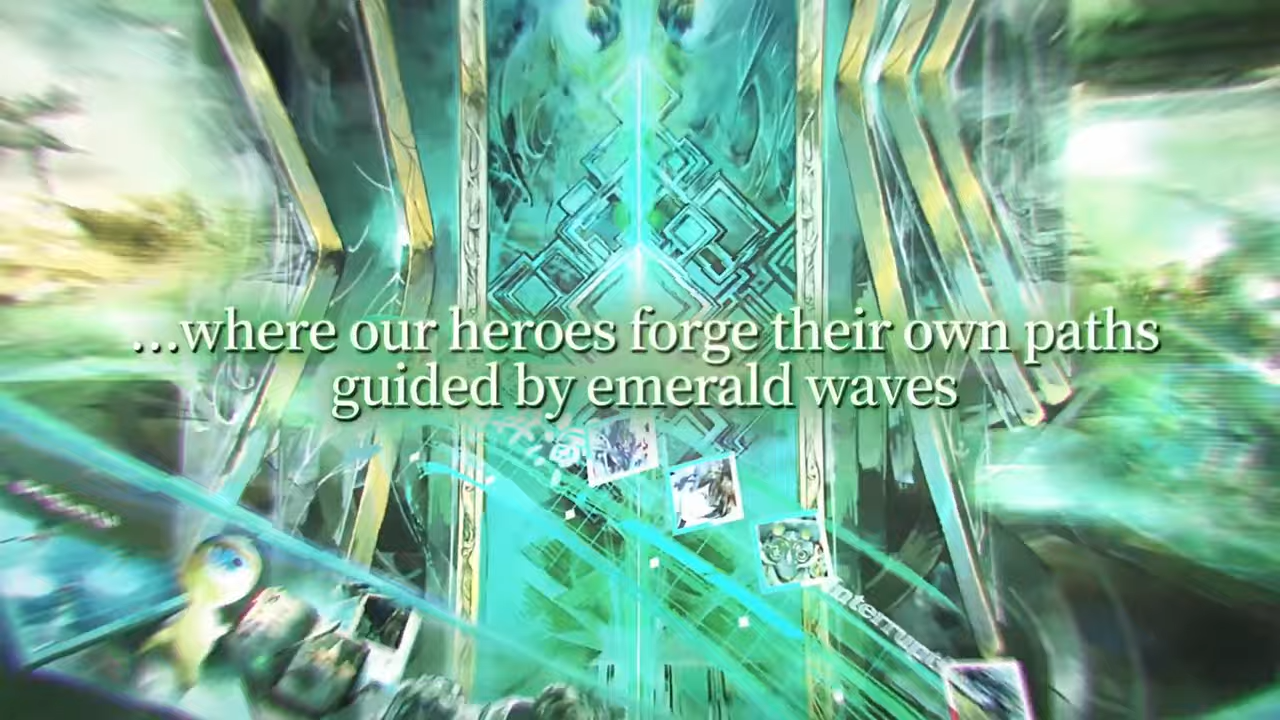 …where our heroes forge their own paths
guided by emerald waves